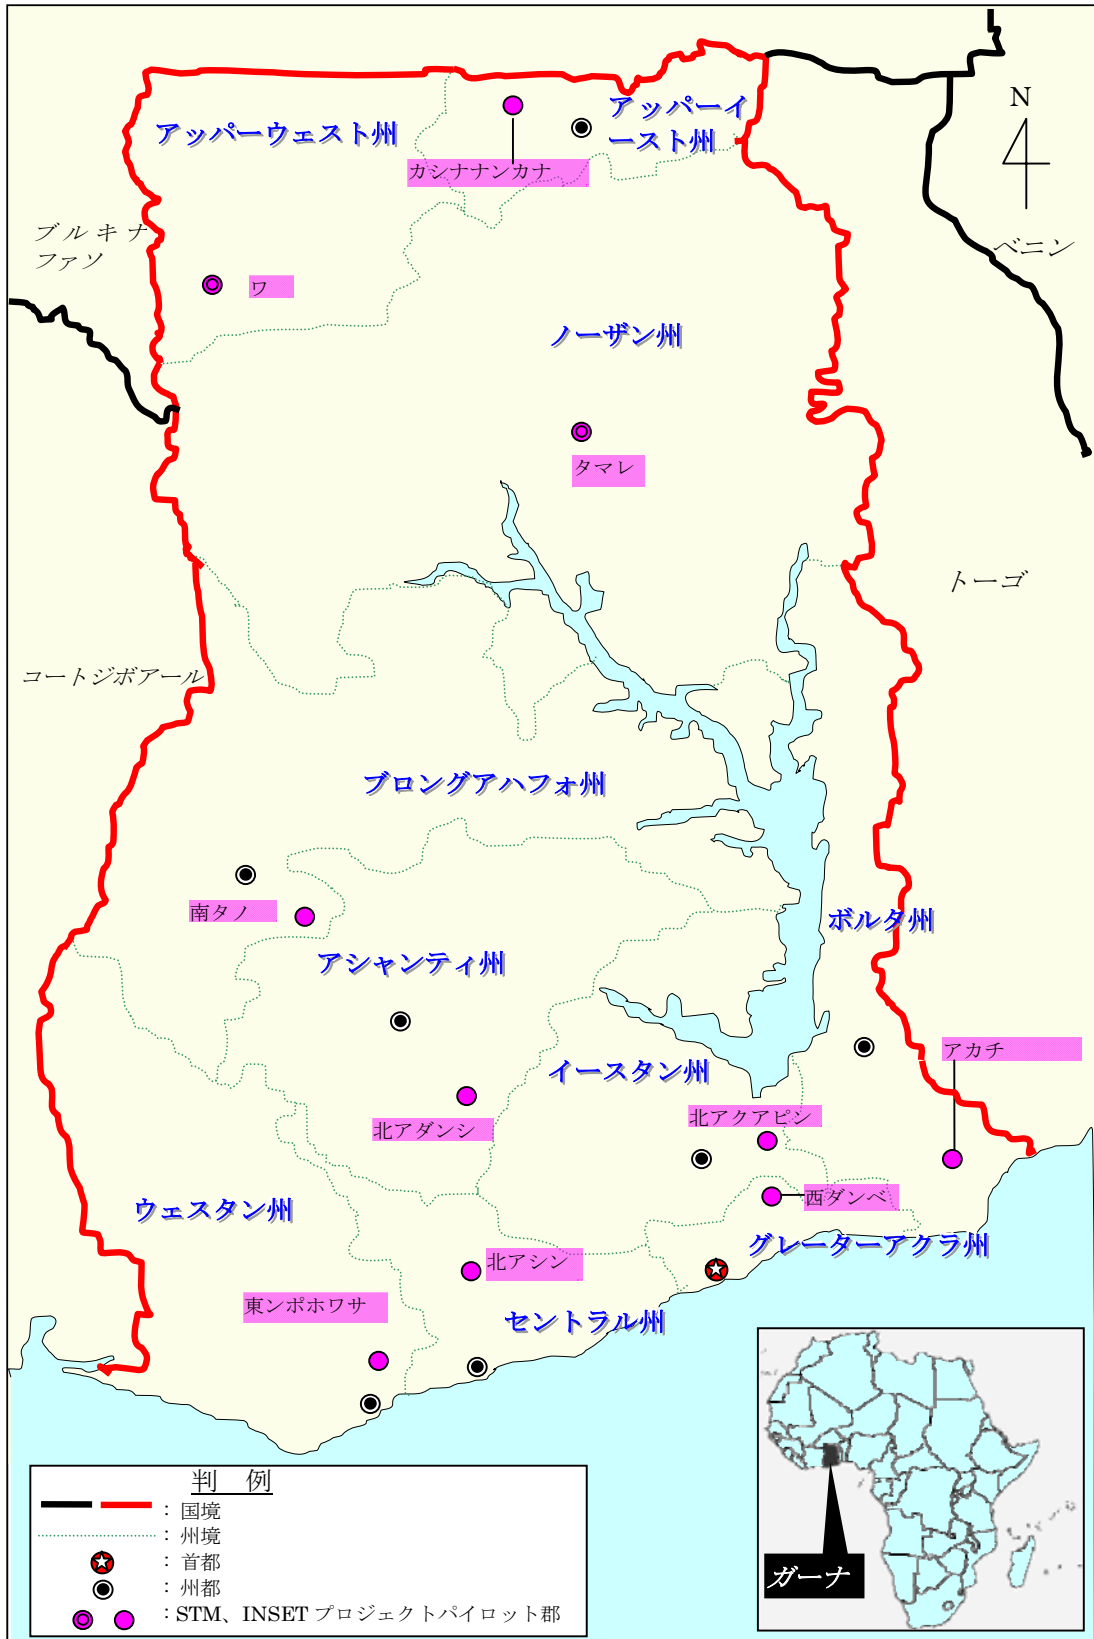 N
アッパーウェスト州
アッパーイ
ースト州
カシナナンカナ
ブルキナ
ファソ
ベニン
ワ
ノーザン州
タマレ
トーゴ
コートジボアール
ブロングアハフォ州
南タノ
ボルタ州
アシャンティ州
アカチ
イースタン州
北アクアピシ
北アダンシ
西ダンベ
ウェスタン州
グレーターアクラ州
北アシン
東ンポホワサ
セントラル州
ガーナ
判 例
: 国境
: 州境
: 首都
: 州都
: STM、INSET プロジェクトパイロット郡